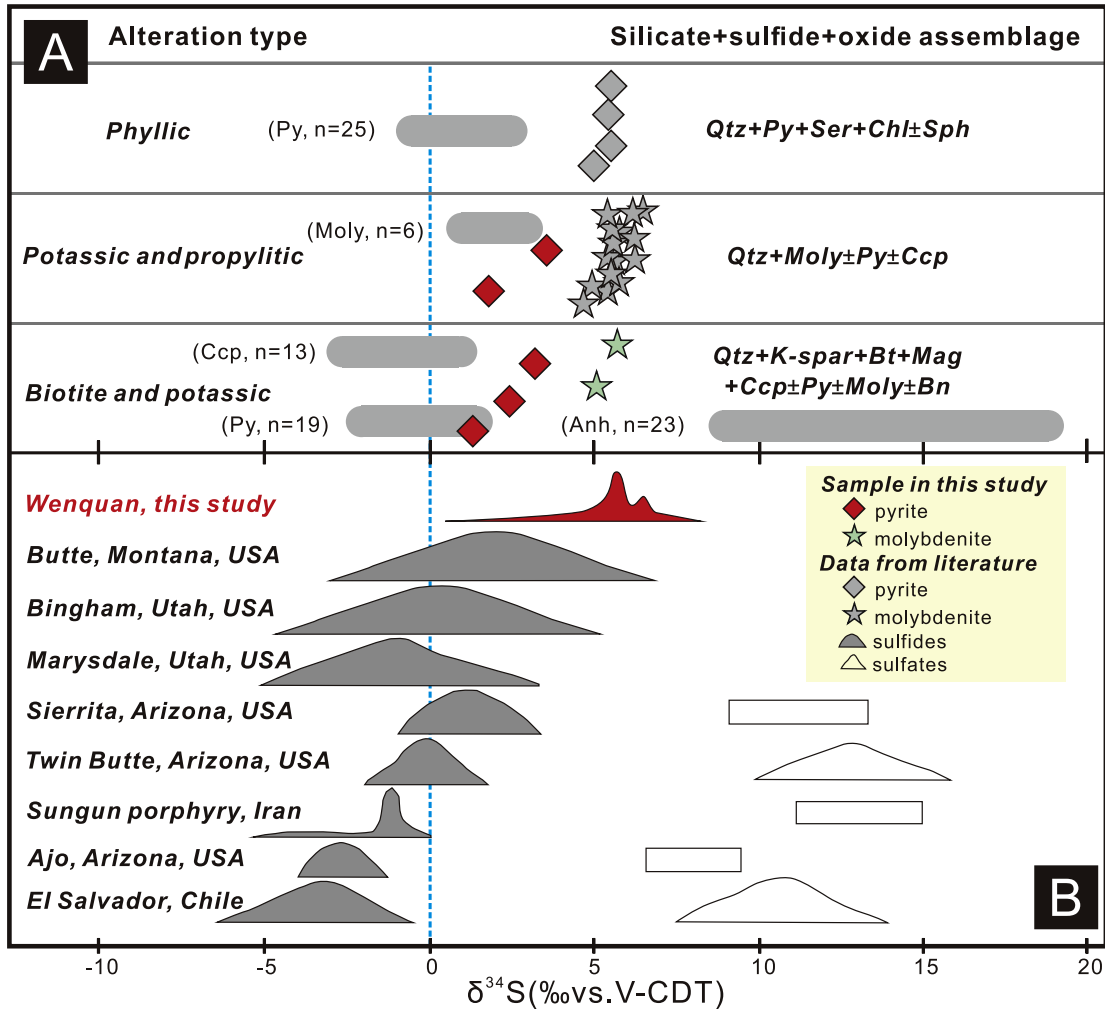 A
Alteration type
Silicate+sulfide+oxide assemblage
Phyllic
(Py, n=25)
Qtz+Py+Ser+Chl±Sph
(Moly, n=6)
Potassic and propylitic
Qtz+Moly±Py±Ccp
(Ccp, n=13)
Biotite and potassic
Qtz+K-spar+Bt+Mag
+Ccp±Py±Moly±Bn
(Py, n=19)
(Anh, n=23)
Wenquan, this study
Butte, Montana, USA
Bingham, Utah, USA
Marysdale, Utah, USA
Sierrita, Arizona, USA
Twin Butte, Arizona, USA
Sungun porphyry, Iran
Ajo, Arizona, USA
El Salvador, Chile
Sample in this study
pyrite
molybdenite
Data from literature
pyrite
molybdenite
sulfides
sulfates
B
-10 -5 0 5 10 15 20
δ³⁴S(‰vs.V-CDT)